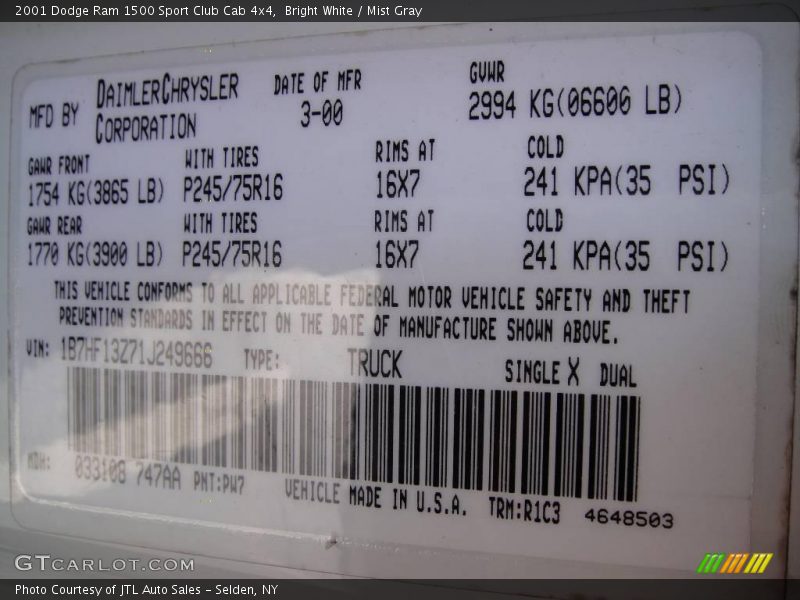 2001 Dodge Ram 1500 Sport Club Cab 4x4, Bright White / Mist Gray
MFD BY DAIMLERCHRYSLER CORPORATION DATE OF MFR 3-00 GVWR 2994 KG(06600 LB)
GAWR FRONT WITH TIRES RIMS AT COLD
1754 KG(3865 LB) P245/75R16 16X7 241 KPA(35 PSI)
GAWR REAR WITH TIRES RIMS AT COLD
1770 KG(3900 LB) P245/75R16 16X7 241 KPA(35 PSI)
THIS VEHICLE CONFORMS TO ALL APPLICABLE FEDERAL MOTOR VEHICLE SAFETY AND THEFT
PREVENTION STANDARDS IN EFFECT ON THE DATE OF MANUFACTURE SHOWN ABOVE.
VIN: 1B7HF13Z71J249666 TYPE: TRUCK SINGLE X DUAL
MDH: 033108 747AA PNT:PW7
VEHICLE MADE IN U.S.A. TRM:R1C3 4648503
GTCARLOT.COM
Photo Courtesy of JTL Auto Sales – Selden, NY